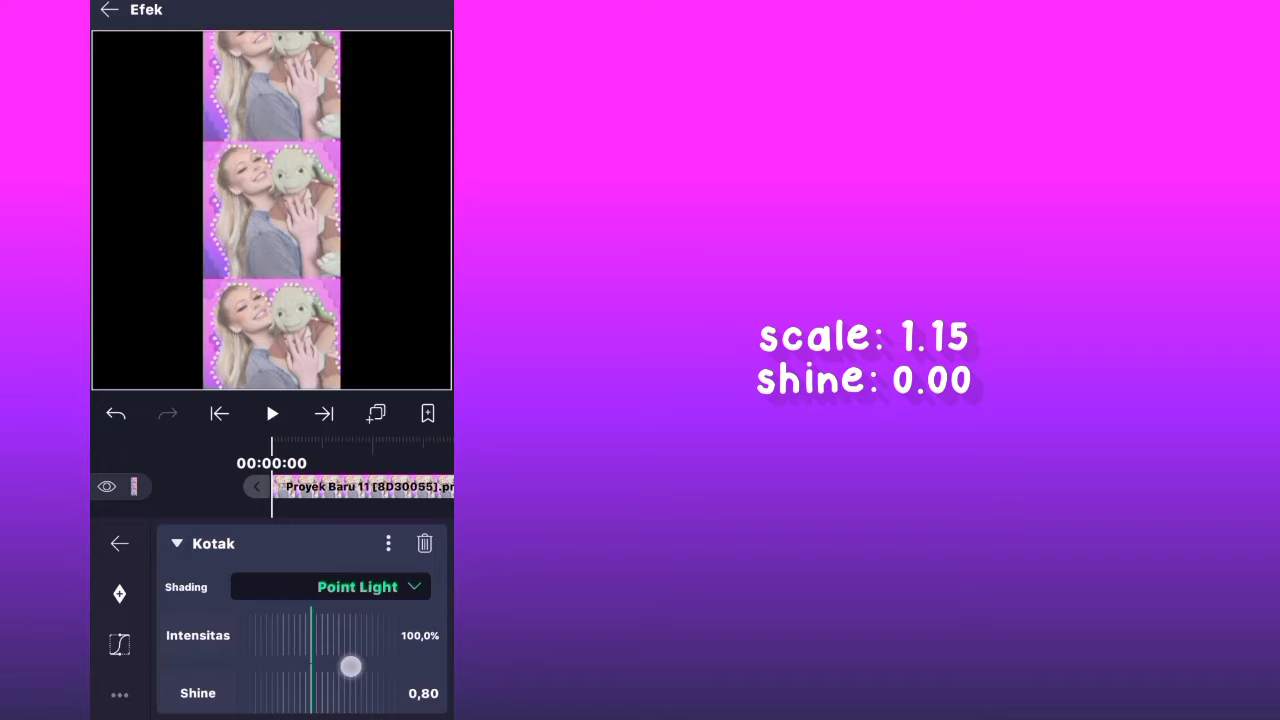 Efek
00:00:00
Proyek Baru 11 [8D30055].pr
Kotak
Shading
Point Light
Intensitas
100,0%
Shine
0,80
scale: 1.15
shine: 0.00